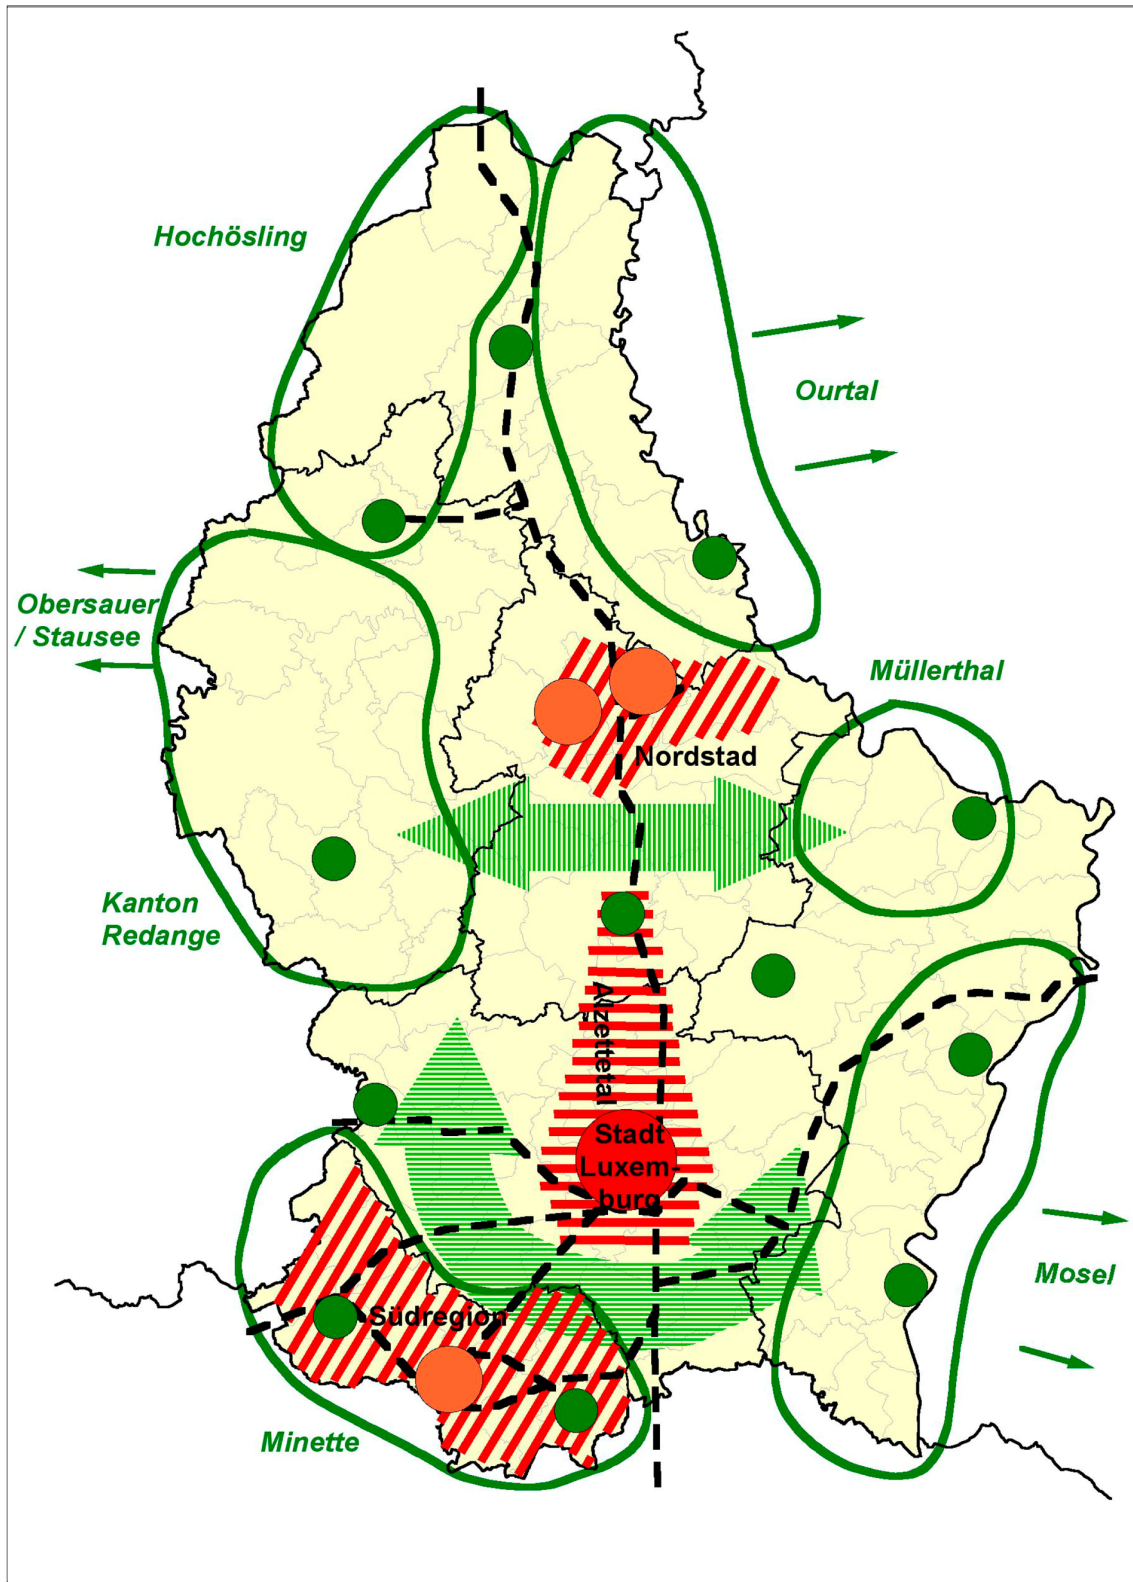 Hochösling
Ourtal
Obersauer
/ Stausee
Müllerthal
Nordstad
Kanton
Redange
Alzettetal
Stadt
Luxem-
burg
Mosel
Südregion
Minette